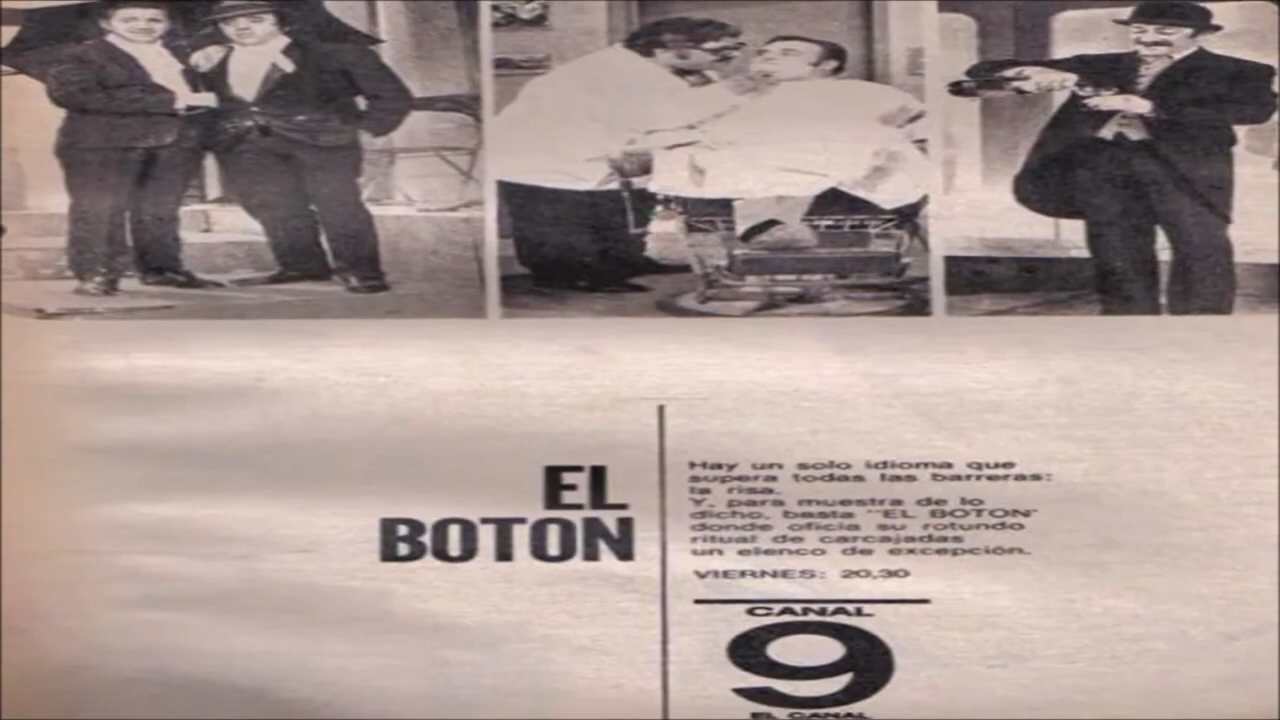 EL
BOTON
Hay un solo idioma que
supera todas las barreras:
la risa.
Y, para muestra de lo
dicho, basta "EL BOTON"
donde oficia su rotundo
ritual de carcajadas
un elenco de excepción.
VIERNES: 20,30
CANAL
9
EL CANAL